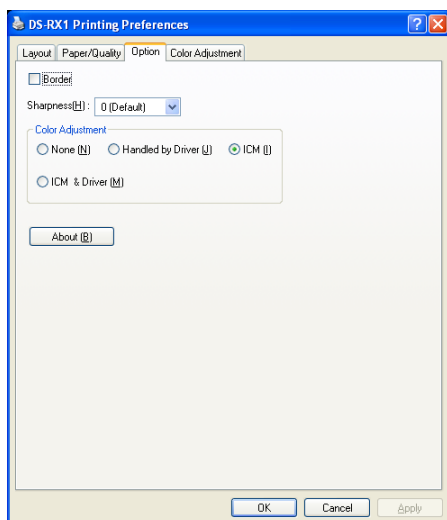 DS-RX1 Printing Preferences
Layout Paper/Quality Option Color Adjustment
Border
Sharpness(H) : 0 (Default)
Color Adjustment
None (N) Handled by Driver (J) ICM (I)
ICM & Driver (M)
About (B)
OK Cancel Apply